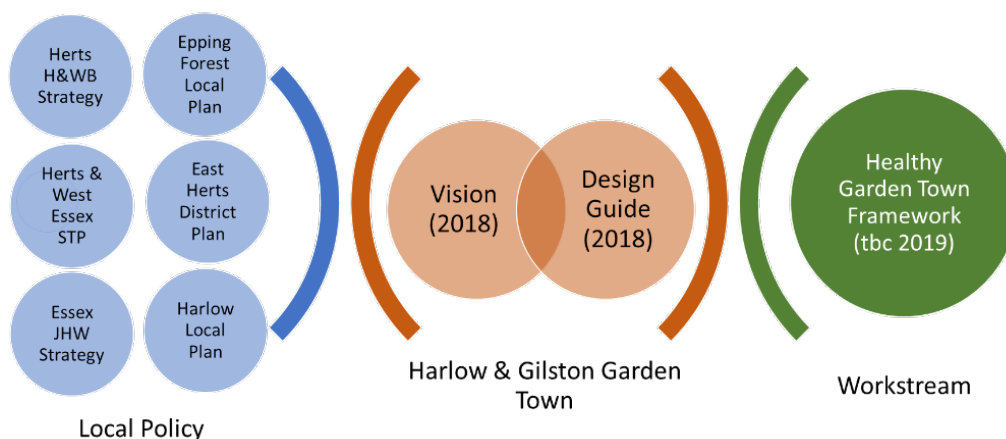 Herts
H&WB
Strategy
Epping
Forest
Local
Plan
Herts &
West
Essex
STP
East
Herts
District
Plan
Essex
JHW
Strategy
Harlow
Local
Plan
Local Policy
Vision
(2018)
Design
Guide
(2018)
Harlow & Gilston Garden
Town
Healthy
Garden Town
Framework
(tbc 2019)
Workstream